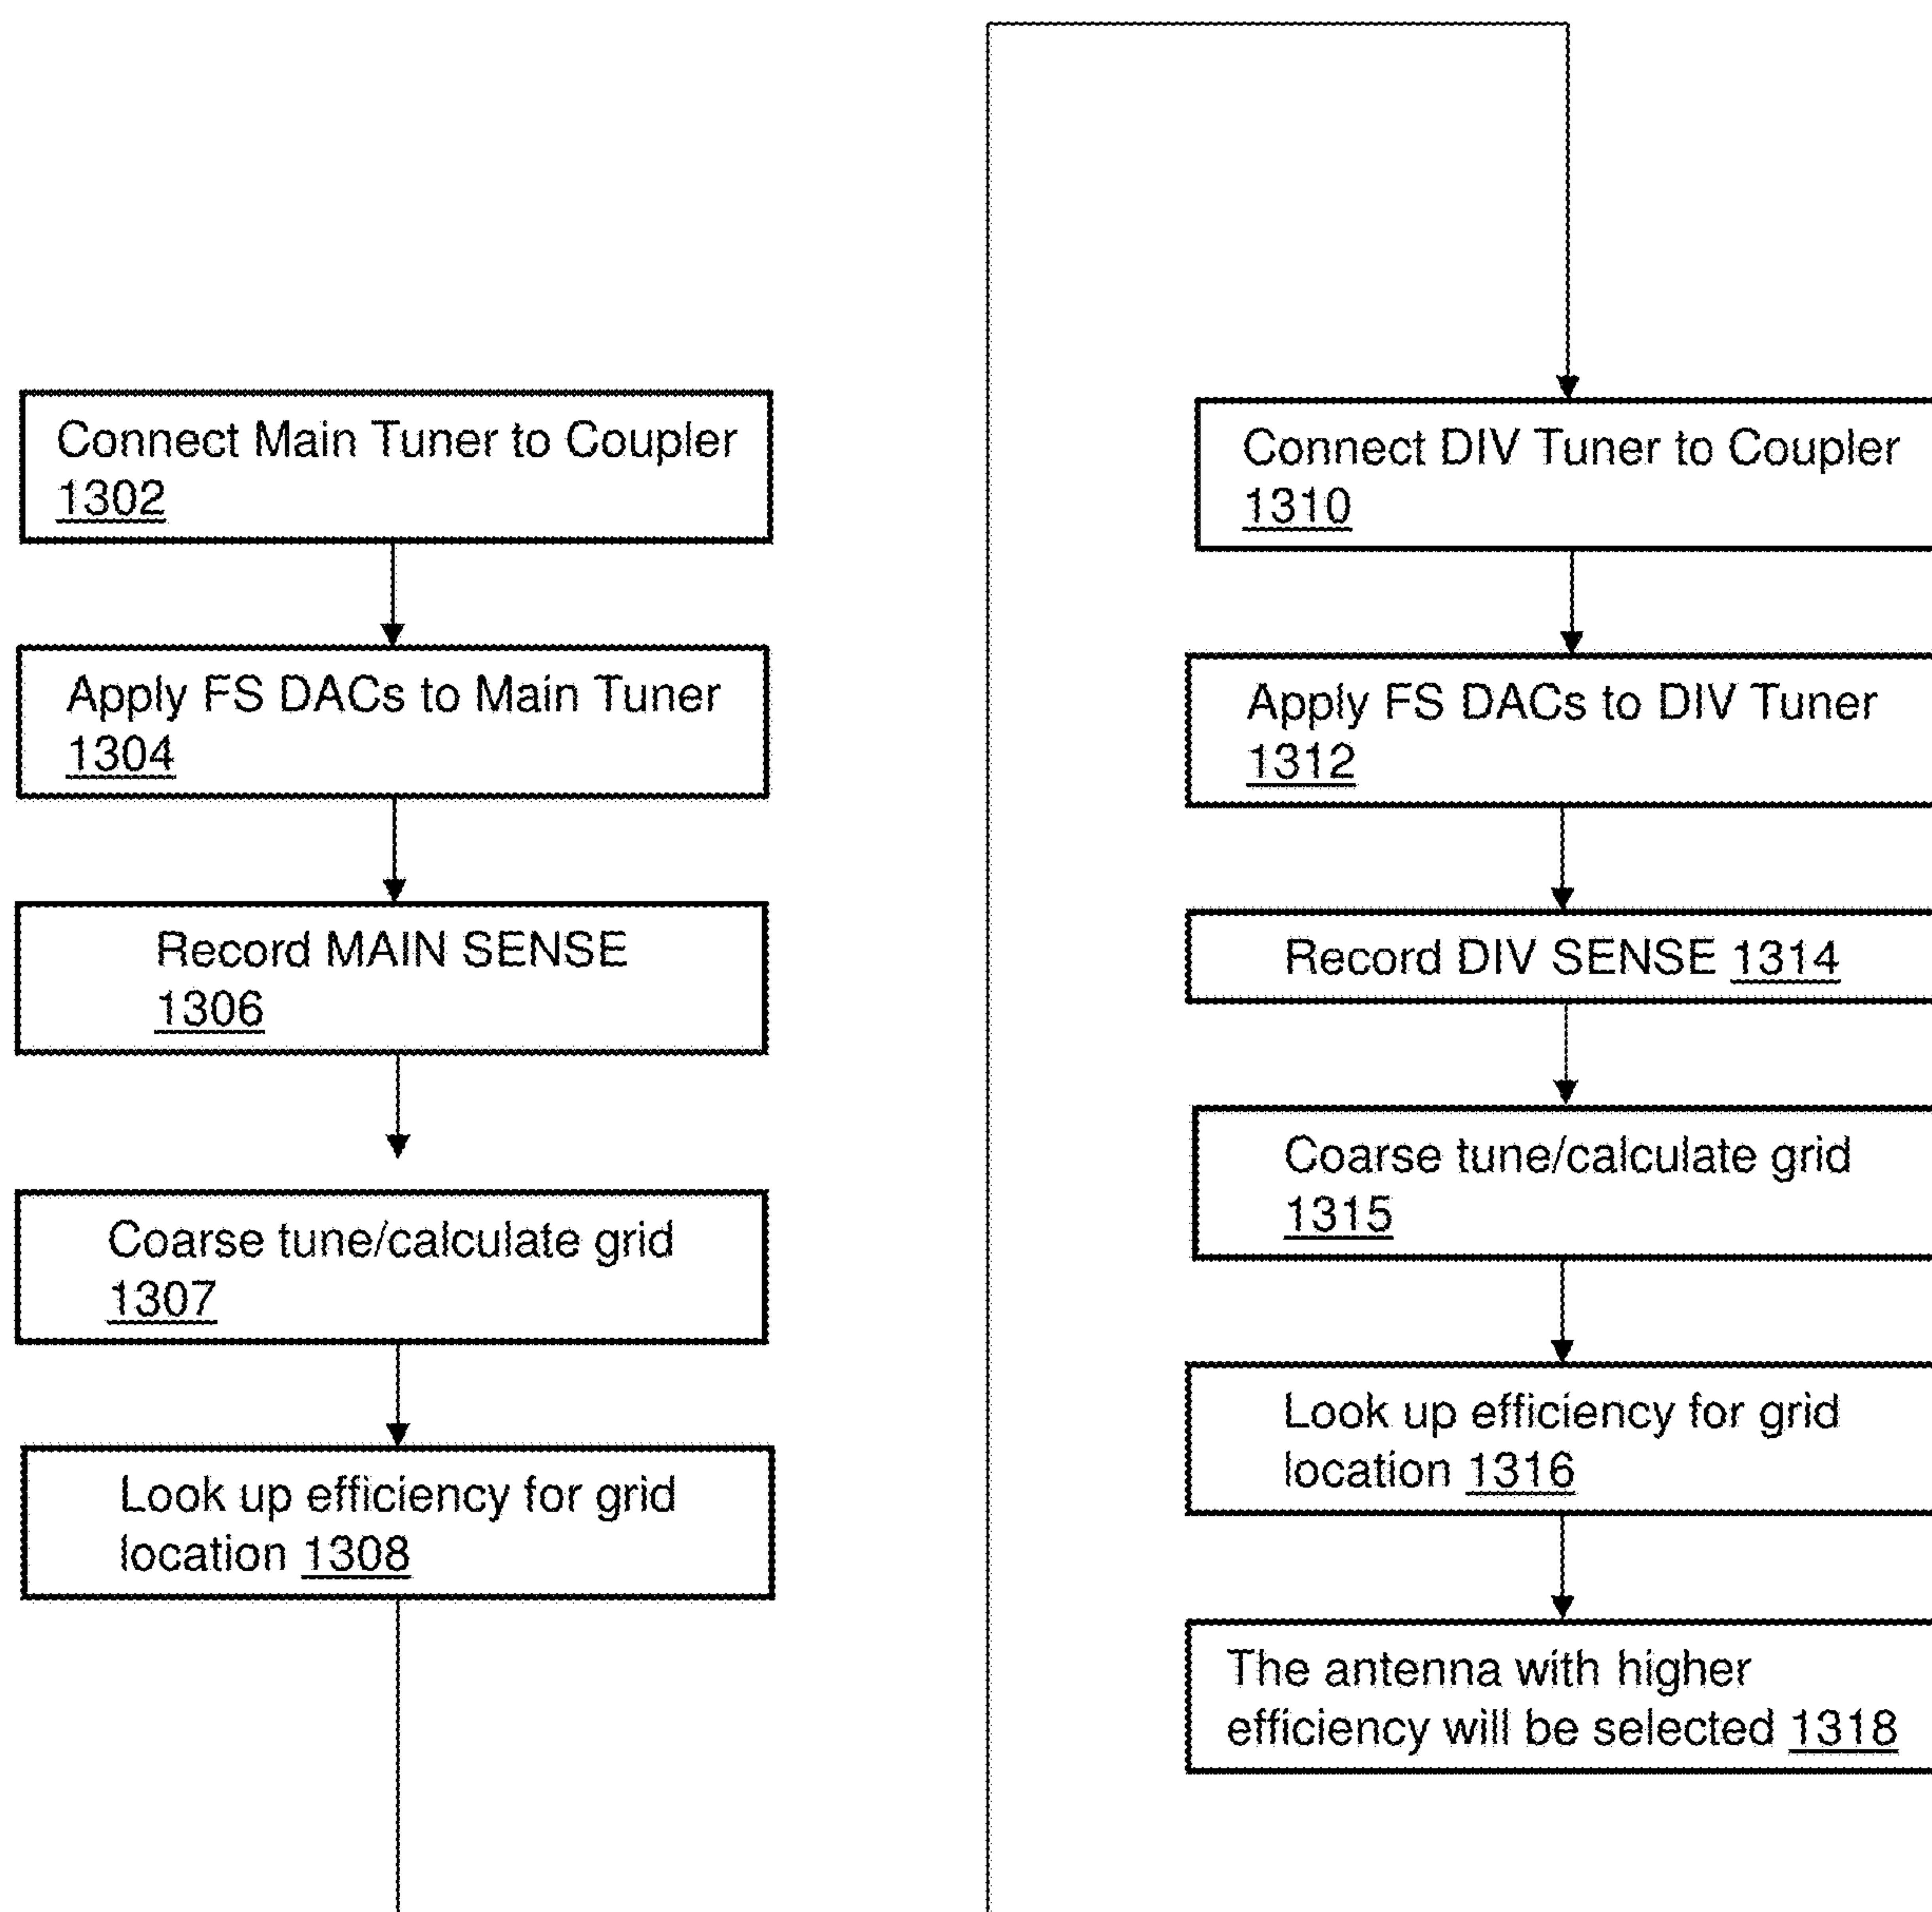 Connect Main Tuner to Coupler
1302
Apply FS DACs to Main Tuner
1304
Record MAIN SENSE
1306
Coarse tune/calculate grid
1307
Look up efficiency for grid
location 1308
Connect DIV Tuner to Coupler
1310
Apply FS DACs to DIV Tuner
1312
Record DIV SENSE 1314
Coarse tune/calculate grid
1315
Look up efficiency for grid
location 1316
The antenna with higher
efficiency will be selected 1318